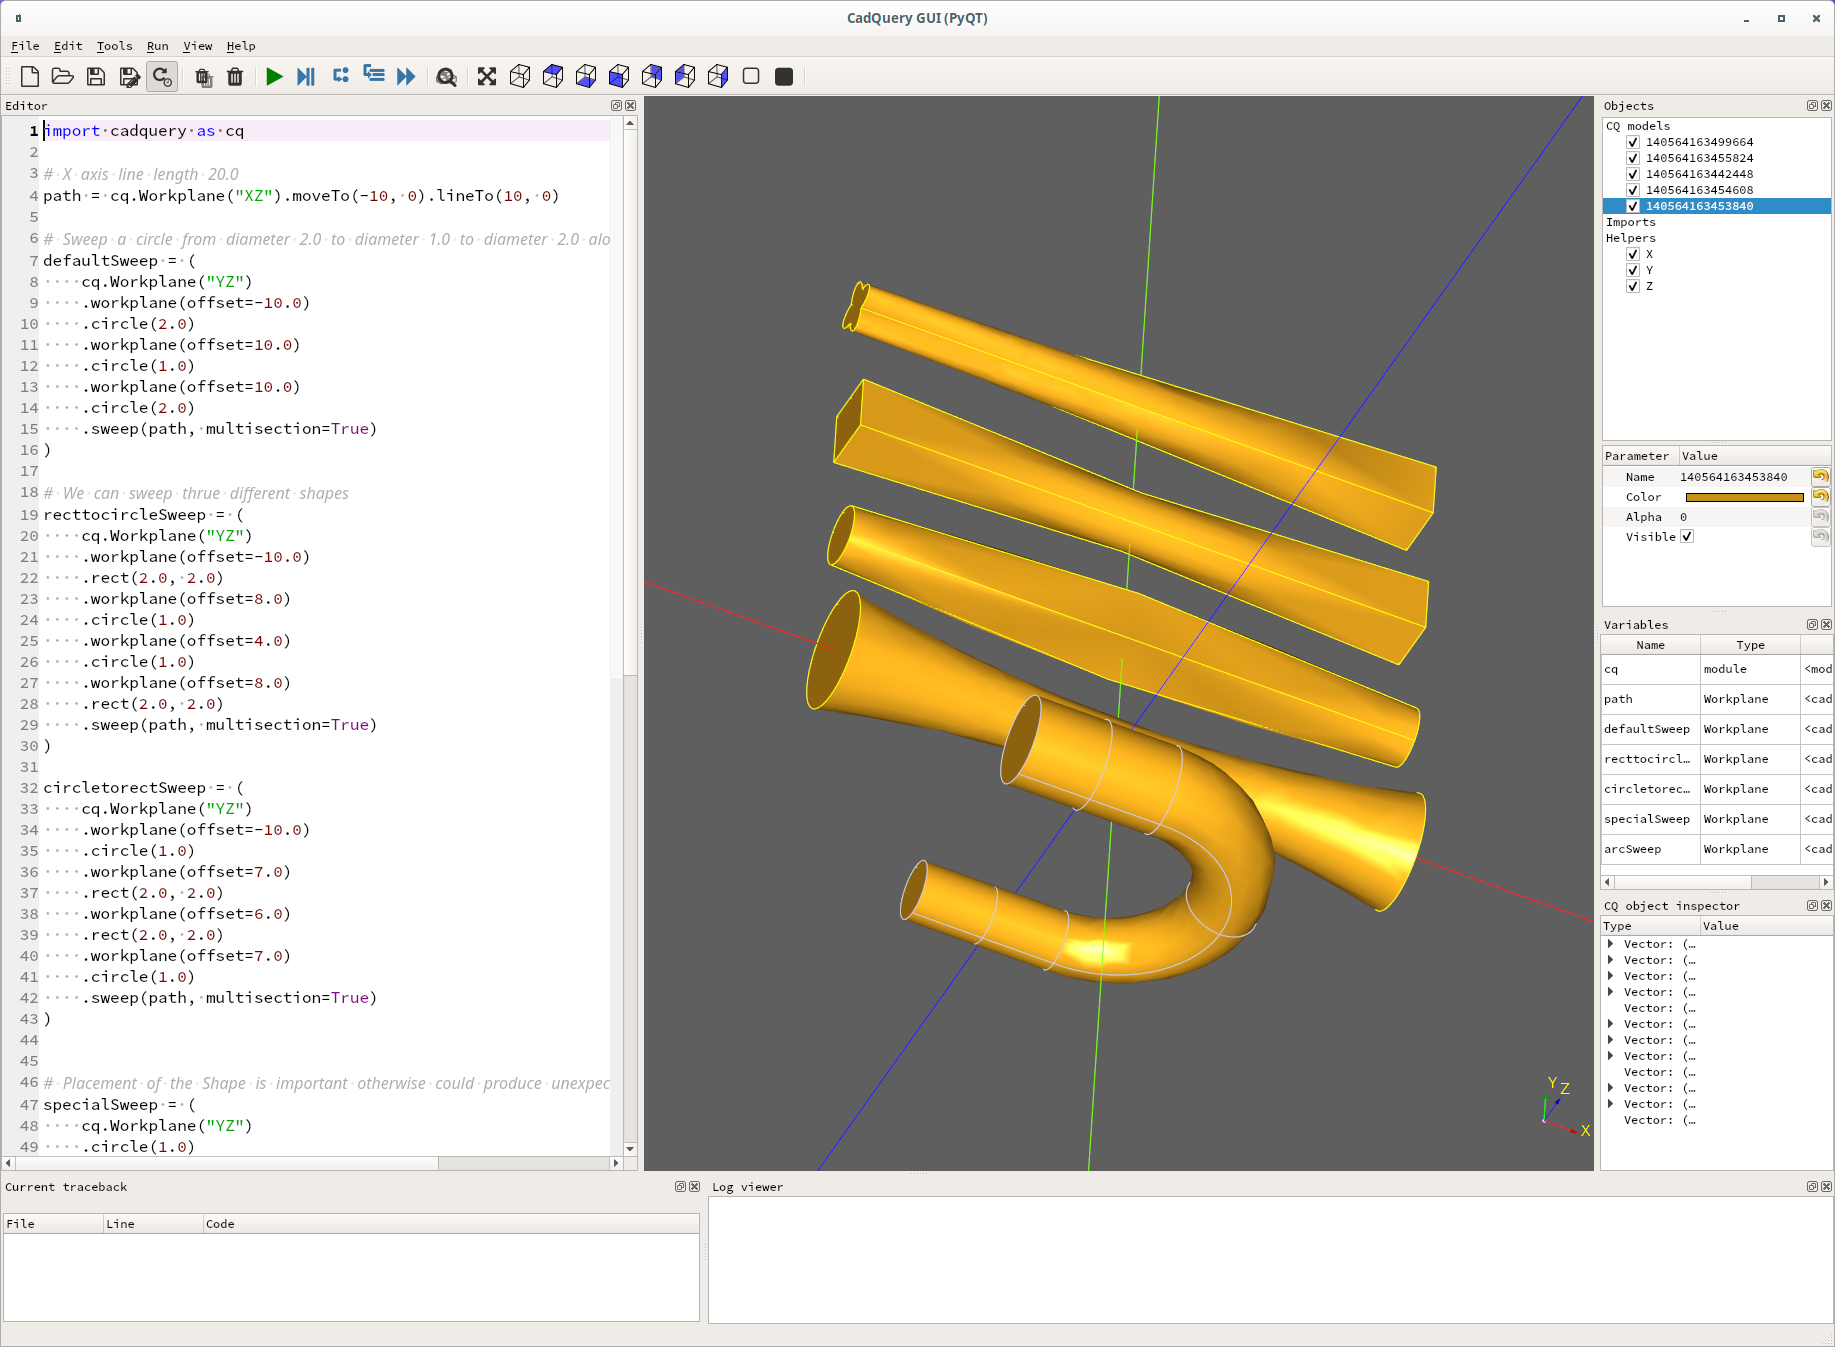 CadQuery GUI (PyQT)
File Edit Tools Run View Help
Editor
1 import cadquery as cq
2
3 # X axis line length 20.0
4 path = cq.Workplane("XZ").moveTo(-10, 0).lineTo(10, 0)
5
6 # Sweep a circle from diameter 2.0 to diameter 1.0 to diameter 2.0 alo
7 defaultSweep = (
8 cq.Workplane("YZ")
9 .workplane(offset=-10.0)
10 .circle(2.0)
11 .workplane(offset=10.0)
12 .circle(1.0)
13 .workplane(offset=10.0)
14 .circle(2.0)
15 .sweep(path, multisection=True)
16 )
17
18 # We can sweep thrue different shapes
19 recttocircleSweep = (
20 cq.Workplane("YZ")
21 .workplane(offset=-10.0)
22 .rect(2.0, 2.0)
23 .workplane(offset=8.0)
24 .circle(1.0)
25 .workplane(offset=4.0)
26 .circle(1.0)
27 .workplane(offset=8.0)
28 .rect(2.0, 2.0)
29 .sweep(path, multisection=True)
30 )
31
32 circletorectSweep = (
33 cq.Workplane("YZ")
34 .workplane(offset=-10.0)
35 .circle(1.0)
36 .workplane(offset=7.0)
37 .rect(2.0, 2.0)
38 .workplane(offset=6.0)
39 .rect(2.0, 2.0)
40 .workplane(offset=7.0)
41 .circle(1.0)
42 .sweep(path, multisection=True)
43 )
44
45
46 # Placement of the Shape is important otherwise could produce unexpec
47 specialSweep = (
48 cq.Workplane("YZ")
49 .circle(1.0)
Y
Z
X
Objects
CQ models
140564163499664
140564163455824
140564163442448
140564163454608
140564163453840
Imports
Helpers
X
Y
Z
Parameter Value
Name 140564163453840
Color
Alpha 0
Visible
Variables
Name Type
cq module <mod
path Workplane <cad
defaultSweep Workplane <cad
recttocircl… Workplane <cad
circletorec… Workplane <cad
specialSweep Workplane <cad
arcSweep Workplane <cad
CQ object inspector
Type Value
Vector: (…
Vector: (…
Vector: (…
Vector: (…
Vector: (…
Vector: (…
Vector: (…
Vector: (…
Vector: (…
Vector: (…
Vector: (…
Vector: (…
Current traceback
File Line Code
Log viewer